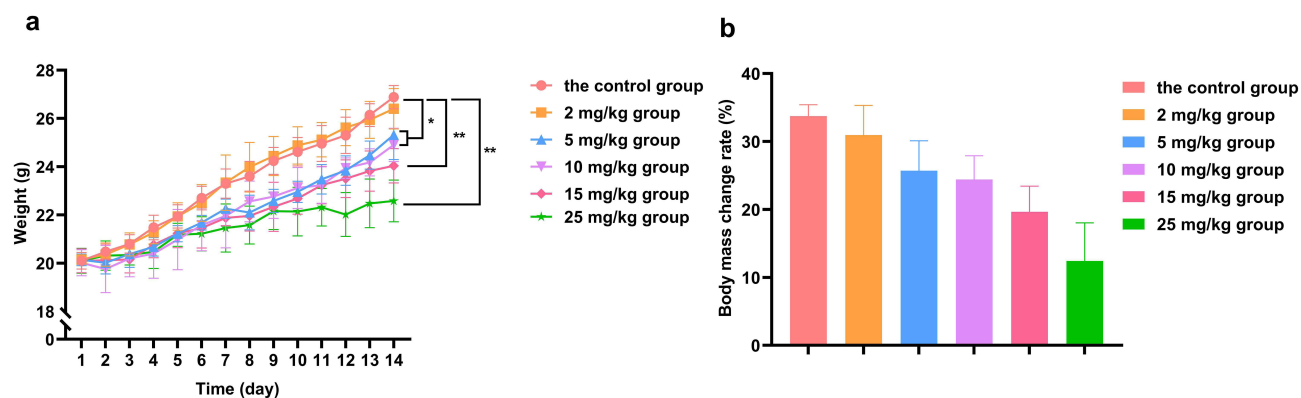 a
Weight (g)
28
26
24
22
20
18
0
1 2 3 4 5 6 7 8 9 10 11 12 13 14
Time (day)
*
**
**
the control group
2 mg/kg group
5 mg/kg group
10 mg/kg group
15 mg/kg group
25 mg/kg group
b
Body mass change rate (%)
40
30
20
10
0
the control group
2 mg/kg group
5 mg/kg group
10 mg/kg group
15 mg/kg group
25 mg/kg group